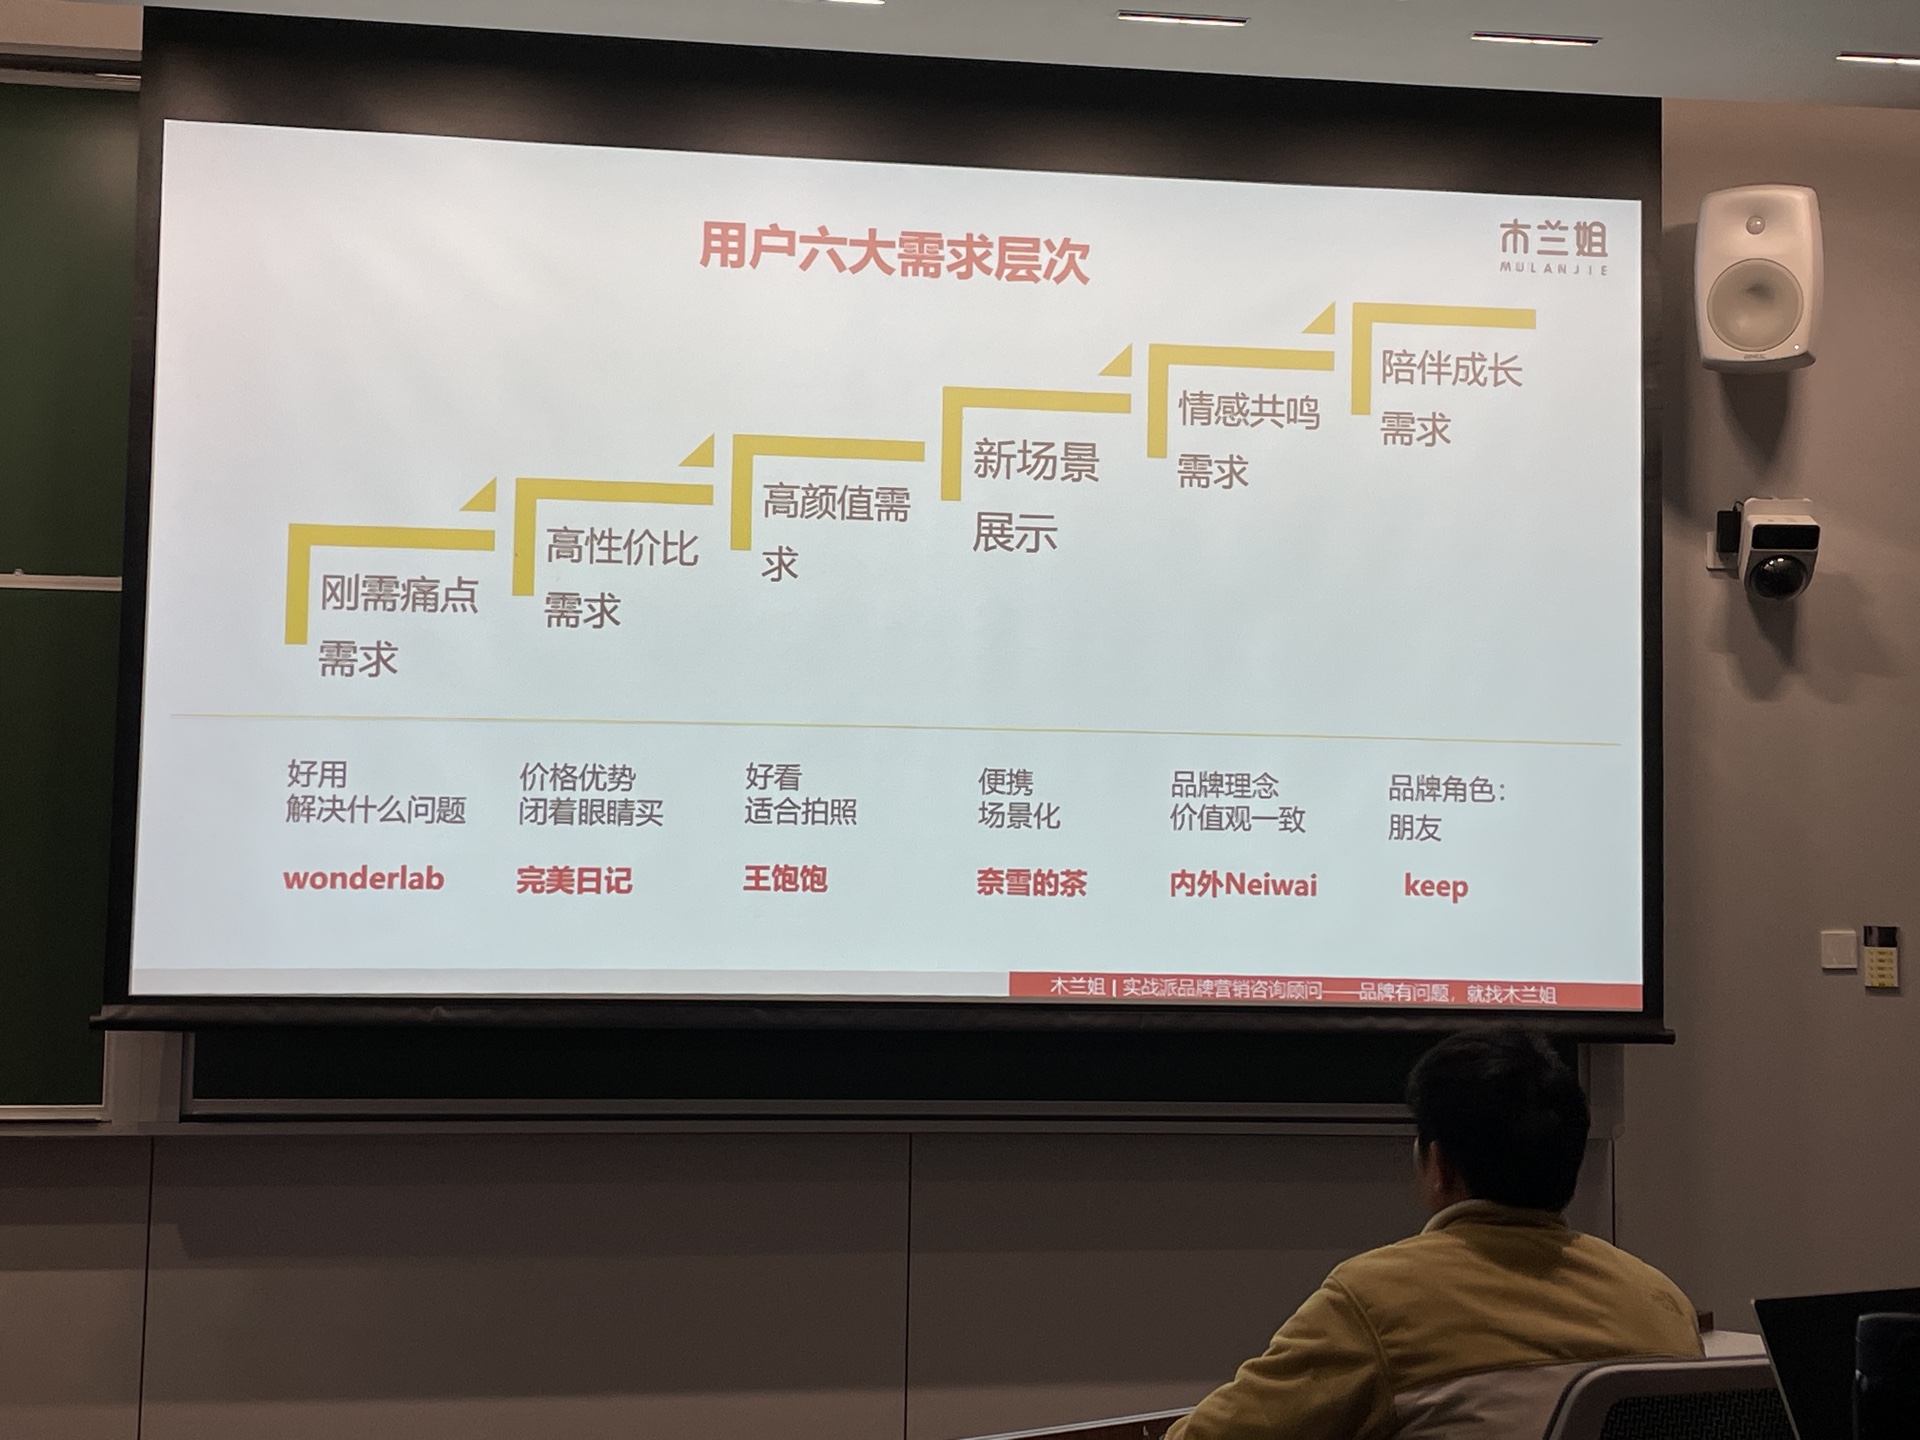 用户六大需求层次
木兰姐
MULANJIE
刚需痛点
需求
高性价比
需求
高颜值需
求
新场景
展示
情感共鸣
需求
陪伴成长
需求
好用
解决什么问题
wonderlab
价格优势
闭着眼睛买
完美日记
好看
适合拍照
王饱饱
便携
场景化
奈雪的茶
品牌理念
价值观一致
内外Neiwai
品牌角色：
朋友
keep
木兰姐 | 实战派品牌营销咨询顾问——品牌有问题，就找木兰姐